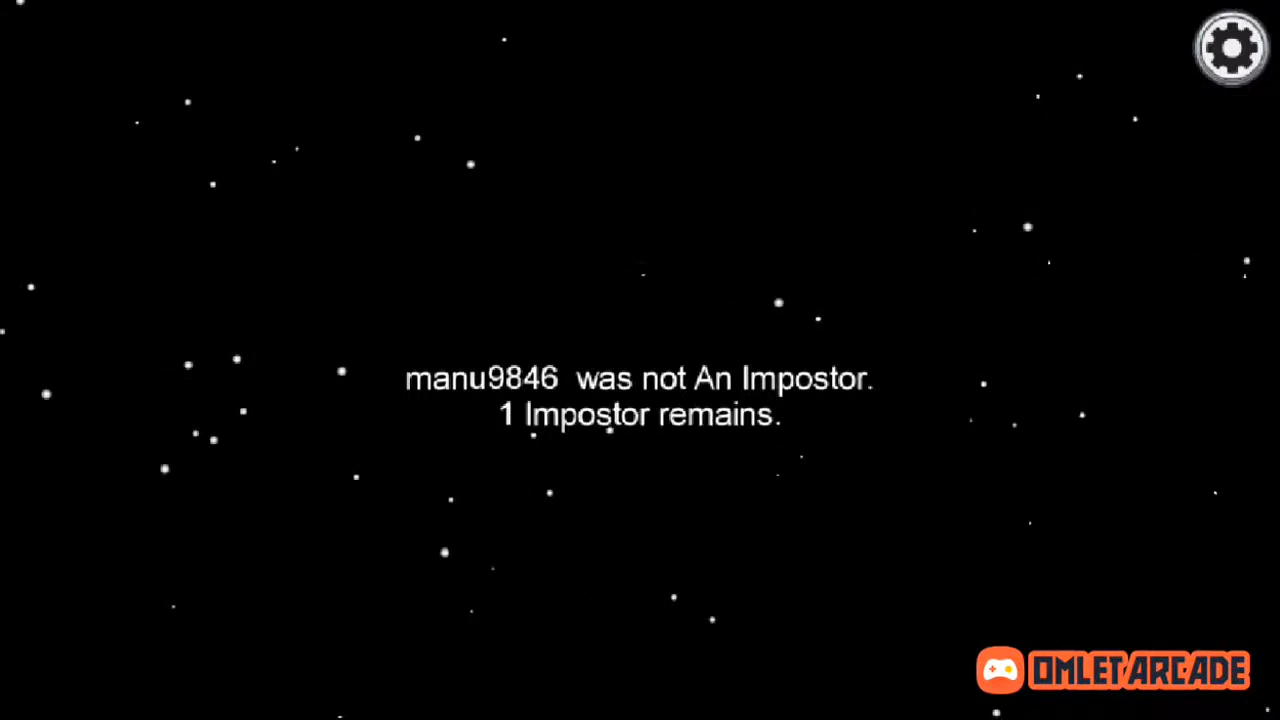 manu9846 was not An Impostor.
1 Impostor remains.
OMLET ARCADE